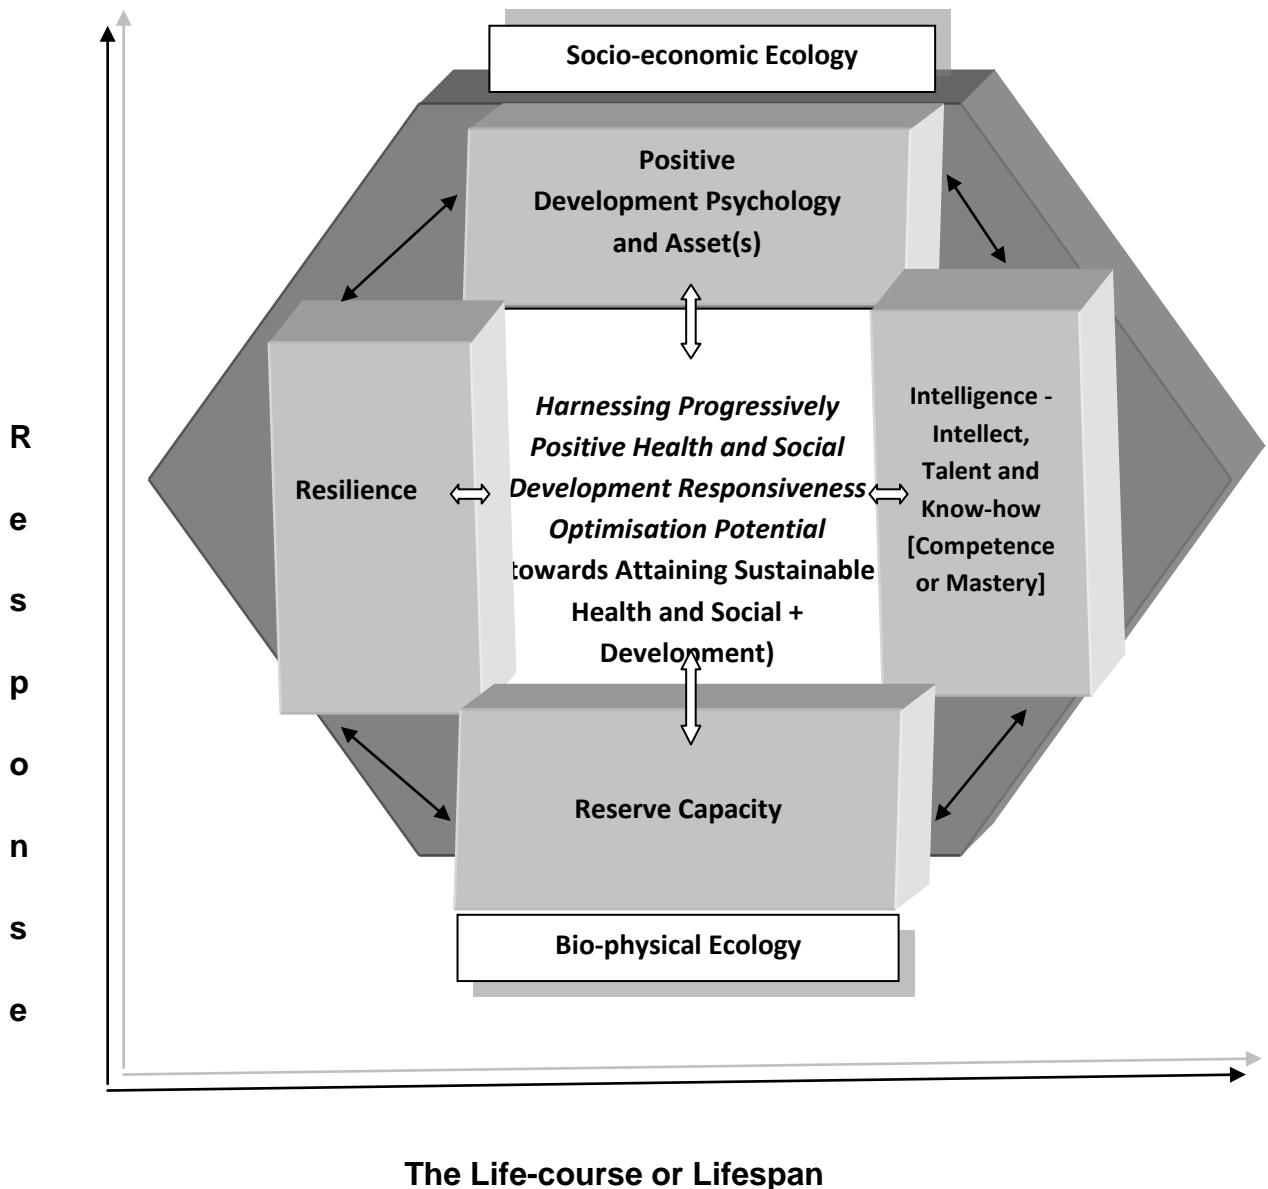 Socio-economic Ecology
Positive
Development Psychology
and Asset(s)
Harnessing Progressively
Positive Health and Social
Development Responsiveness
Optimisation Potential
towards Attaining Sustainable
Health and Social +
Development)
Resilience
Intelligence -
Intellect,
Talent and
Know-how
[Competence
or Mastery]
Reserve Capacity
Bio-physical Ecology
R
e
s
p
o
n
s
e
The Life-course or Lifespan